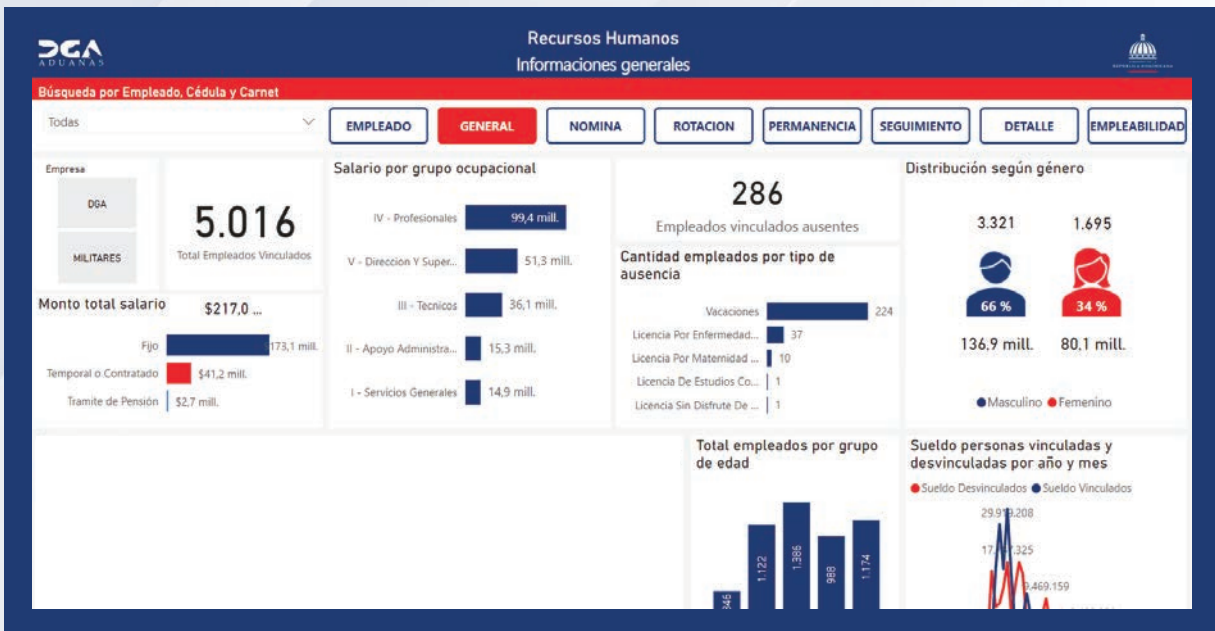 DGA
ADUANAS
Recursos Humanos
Informaciones generales
REPÚBLICA DOMINICANA
Búsqueda por Empleado, Cédula y Carnet
Todas
EMPLEADO
GENERAL
NOMINA
ROTACION
PERMANENCIA
SEGUIMIENTO
DETALLE
EMPLEABILIDAD
Empresa
DGA
MILITARES
5.016
Total Empleados Vinculados
Monto total salario
$217,0 ...
Fijo
173,1 mill.
Temporal o Contratado
$41,2 mill.
Tramite de Pensión
$2,7 mill.
Salario por grupo ocupacional
IV - Profesionales
99,4 mill.
V - Direccion Y Super...
51,3 mill.
III - Tecnicos
36,1 mill.
II - Apoyo Administra...
15,3 mill.
I - Servicios Generales
14,9 mill.
286
Empleados vinculados ausentes
Cantidad empleados por tipo de
ausencia
Vacaciones
224
Licencia Por Enfermedad...
37
Licencia Por Maternidad ...
10
Licencia De Estudios Co...
1
Licencia Sin Disfrute De ...
1
Distribución según género
3.321
1.695
66 %
34 %
136,9 mill.
80,1 mill.
Masculino
Femenino
Total empleados por grupo
de edad
346
1.122
1.386
988
1.174
Sueldo personas vinculadas y
desvinculadas por año y mes
Sueldo Desvinculados
Sueldo Vinculados